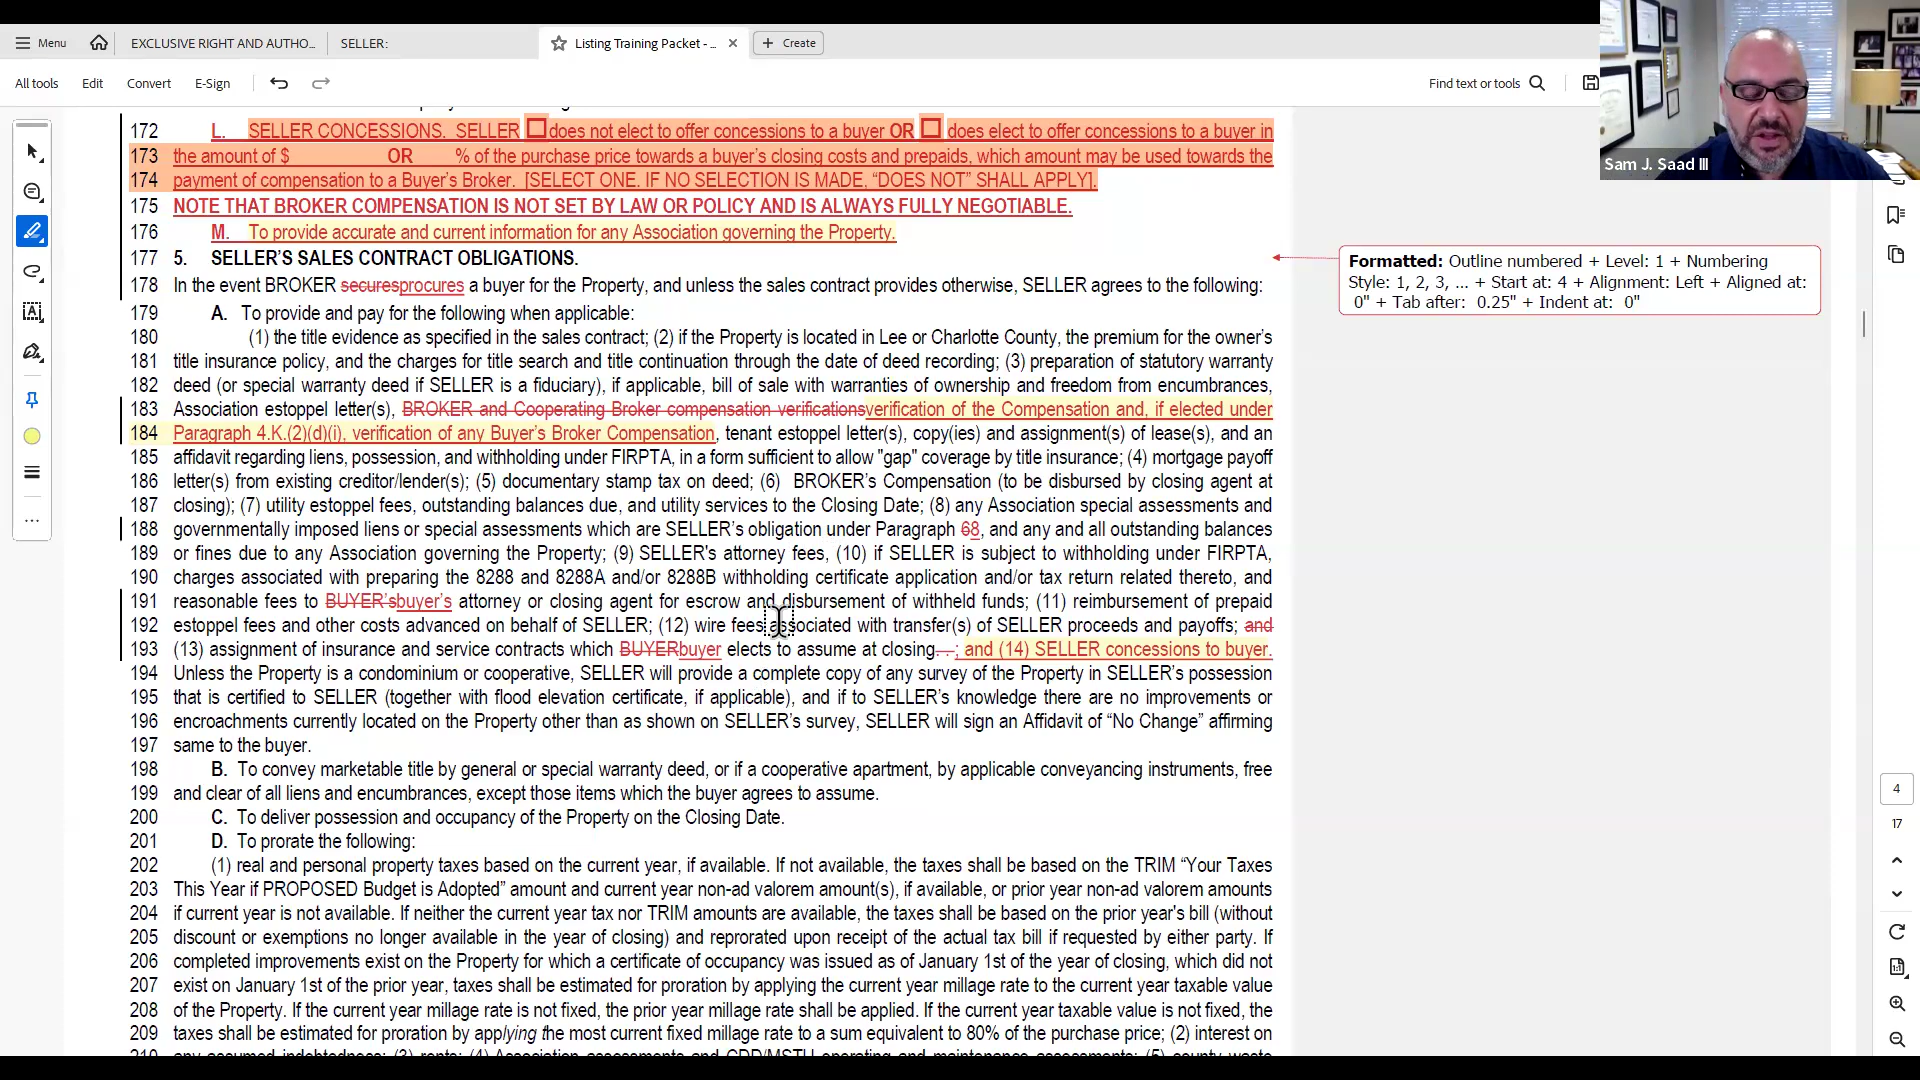 Menu
EXCLUSIVE RIGHT AND AUTHO...
SELLER:
Listing Training Packet - ...
Create
All tools
Edit
Convert
E-Sign
Find text or tools
Sam J. Saad III
172 L. SELLER CONCESSIONS. SELLER ☐ does not elect to offer concessions to a buyer OR ☐ does elect to offer concessions to a buyer in
173 the amount of $ OR % of the purchase price towards a buyer's closing costs and prepaids, which amount may be used towards the
174 payment of compensation to a Buyer's Broker. [SELECT ONE. IF NO SELECTION IS MADE, “DOES NOT” SHALL APPLY].
175 NOTE THAT BROKER COMPENSATION IS NOT SET BY LAW OR POLICY AND IS ALWAYS FULLY NEGOTIABLE.
176 M. To provide accurate and current information for any Association governing the Property.
177 5. SELLER'S SALES CONTRACT OBLIGATIONS.
178 In the event BROKER securesprocures a buyer for the Property, and unless the sales contract provides otherwise, SELLER agrees to the following:
179 A. To provide and pay for the following when applicable:
180 (1) the title evidence as specified in the sales contract; (2) if the Property is located in Lee or Charlotte County, the premium for the owner's
181 title insurance policy, and the charges for title search and title continuation through the date of deed recording; (3) preparation of statutory warranty
182 deed (or special warranty deed if SELLER is a fiduciary), if applicable, bill of sale with warranties of ownership and freedom from encumbrances,
183 Association estoppel letter(s), BROKER and Cooperating Broker compensation verificationsverification of the Compensation and, if elected under
184 Paragraph 4.K.(2)(d)(i), verification of any Buyer's Broker Compensation, tenant estoppel letter(s), copy(ies) and assignment(s) of lease(s), and an
185 affidavit regarding liens, possession, and withholding under FIRPTA, in a form sufficient to allow "gap" coverage by title insurance; (4) mortgage payoff
186 letter(s) from existing creditor/lender(s); (5) documentary stamp tax on deed; (6) BROKER's Compensation (to be disbursed by closing agent at
187 closing); (7) utility estoppel fees, outstanding balances due, and utility services to the Closing Date; (8) any Association special assessments and
188 governmentally imposed liens or special assessments which are SELLER's obligation under Paragraph 68, and any and all outstanding balances
189 or fines due to any Association governing the Property; (9) SELLER's attorney fees, (10) if SELLER is subject to withholding under FIRPTA,
190 charges associated with preparing the 8288 and 8288A and/or 8288B withholding certificate application and/or tax return related thereto, and
191 reasonable fees to BUYER'sbuyer's attorney or closing agent for escrow and disbursement of withheld funds; (11) reimbursement of prepaid
192 estoppel fees and other costs advanced on behalf of SELLER; (12) wire fees associated with transfer(s) of SELLER proceeds and payoffs; and
193 (13) assignment of insurance and service contracts which BUYERbuyer elects to assume at closing. . ; and (14) SELLER concessions to buyer.
194 Unless the Property is a condominium or cooperative, SELLER will provide a complete copy of any survey of the Property in SELLER's possession
195 that is certified to SELLER (together with flood elevation certificate, if applicable), and if to SELLER's knowledge there are no improvements or
196 encroachments currently located on the Property other than as shown on SELLER's survey, SELLER will sign an Affidavit of “No Change” affirming
197 same to the buyer.
198 B. To convey marketable title by general or special warranty deed, or if a cooperative apartment, by applicable conveyancing instruments, free
199 and clear of all liens and encumbrances, except those items which the buyer agrees to assume.
200 C. To deliver possession and occupancy of the Property on the Closing Date.
201 D. To prorate the following:
202 (1) real and personal property taxes based on the current year, if available. If not available, the taxes shall be based on the TRIM “Your Taxes
203 This Year if PROPOSED Budget is Adopted” amount and current year non-ad valorem amount(s), if available, or prior year non-ad valorem amounts
204 if current year is not available. If neither the current year tax nor TRIM amounts are available, the taxes shall be based on the prior year's bill (without
205 discount or exemptions no longer available in the year of closing) and reprorated upon receipt of the actual tax bill if requested by either party. If
206 completed improvements exist on the Property for which a certificate of occupancy was issued as of January 1st of the year of closing, which did not
207 exist on January 1st of the prior year, taxes shall be estimated for proration by applying the current year millage rate to the current year taxable value
208 of the Property. If the current year millage rate is not fixed, the prior year millage rate shall be applied. If the current year taxable value is not fixed, the
209 taxes shall be estimated for proration by applying the most current fixed millage rate to a sum equivalent to 80% of the purchase price; (2) interest on
Formatted: Outline numbered + Level: 1 + Numbering
Style: 1, 2, 3, ... + Start at: 4 + Alignment: Left + Aligned at:
0" + Tab after: 0.25" + Indent at: 0"
4
17